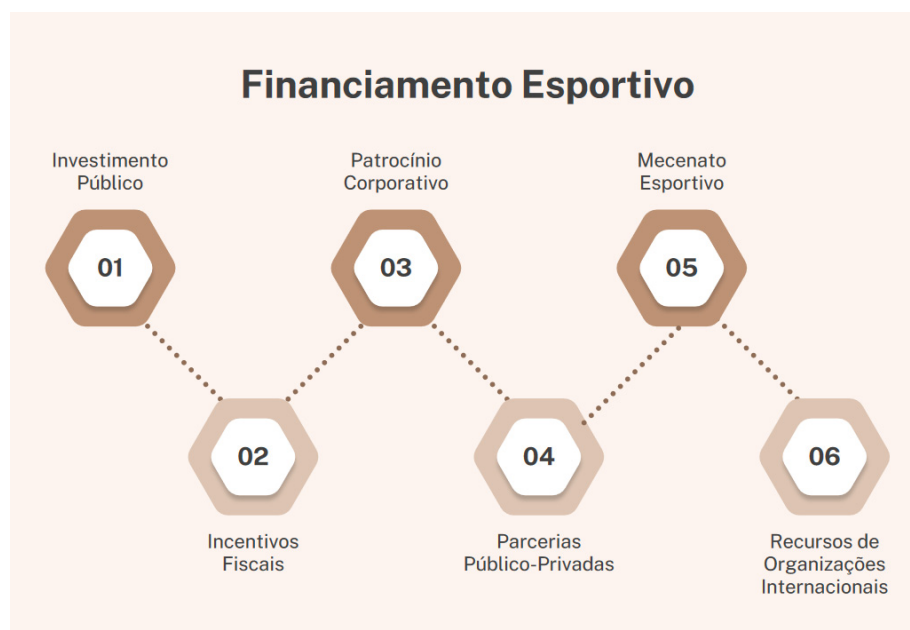 Financiamento Esportivo
Investimento
Público
01
02
Incentivos
Fiscais
Patrocínio
Corporativo
03
04
Parcerias
Público-Privadas
Mecenato
Esportivo
05
06
Recursos de
Organizações
Internacionais